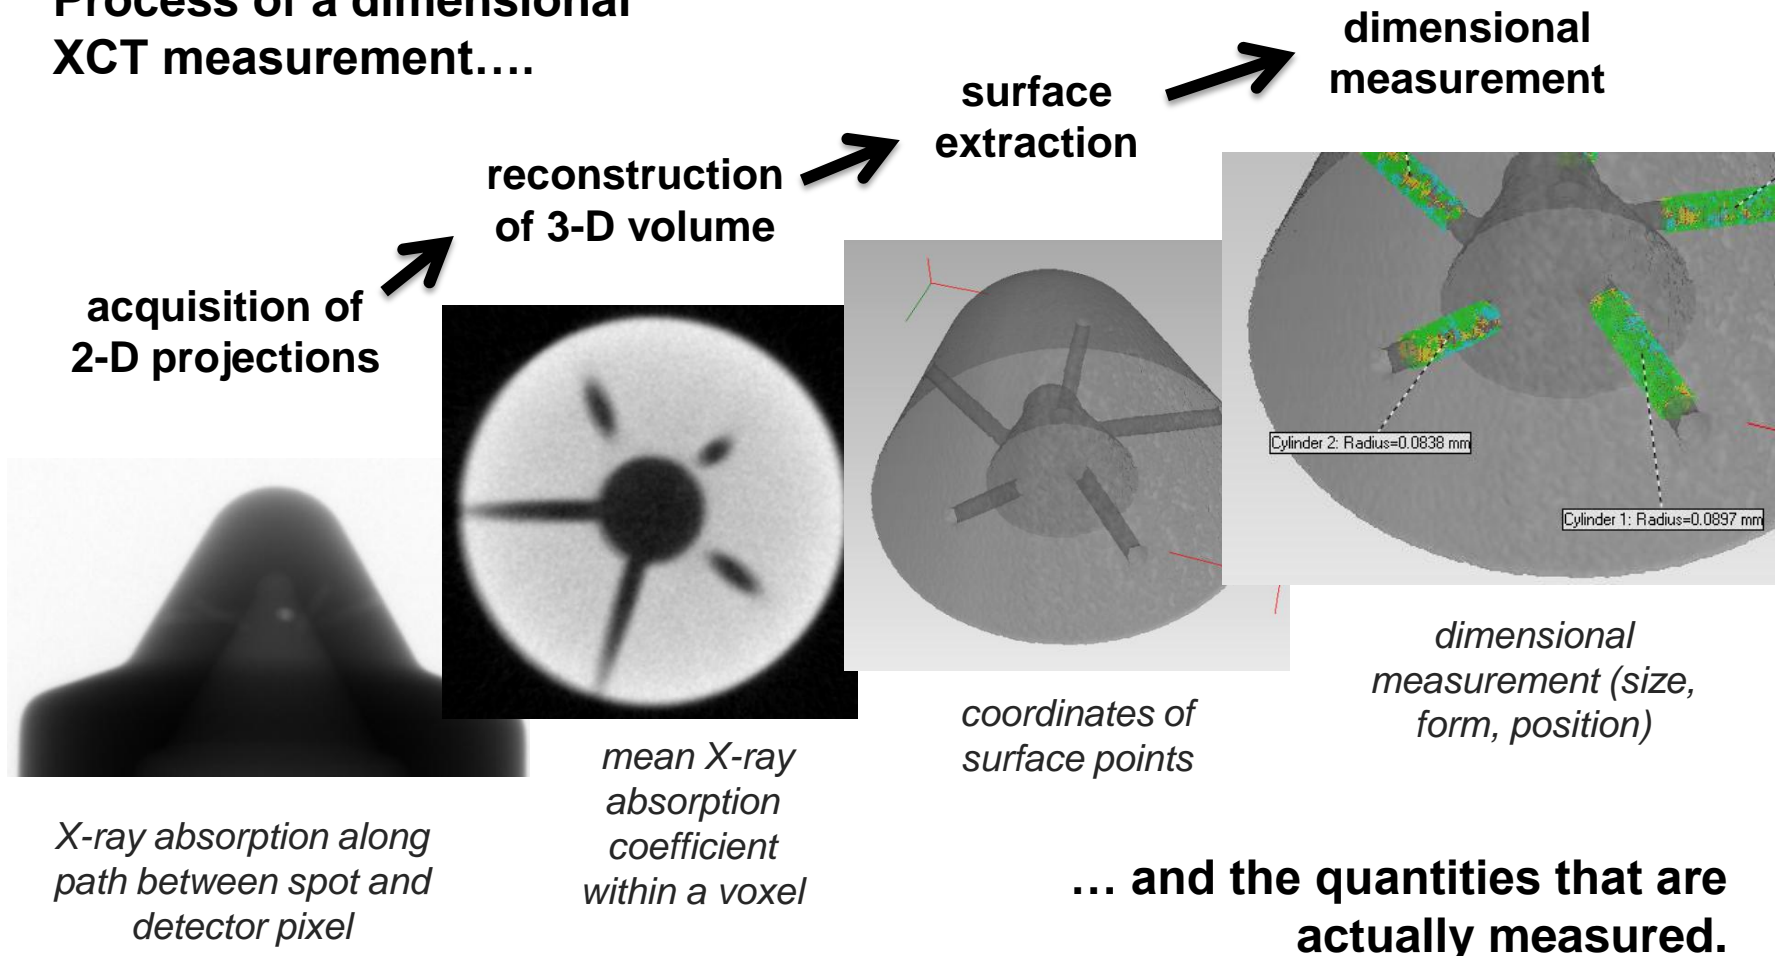 Process of a dimensional
XCT measurement….
acquisition of
2-D projections
reconstruction
of 3-D volume
surface
extraction
dimensional
measurement
Cylinder 2: Radius=0.0838 mm
Cylinder 1: Radius=0.0897 mm
X-ray absorption along
path between spot and
detector pixel
mean X-ray
absorption
coefficient
within a voxel
coordinates of
surface points
dimensional
measurement (size,
form, position)
… and the quantities that are
actually measured.